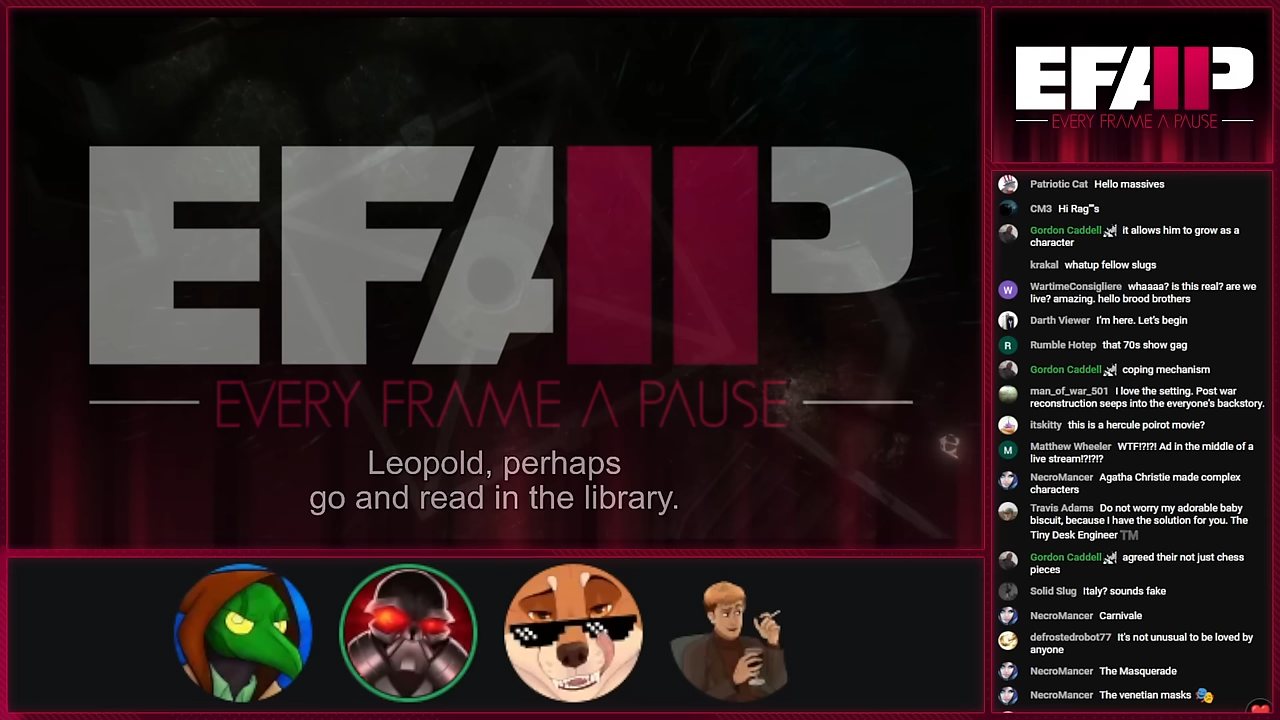 EFAP
EVERY FRAME A PAUSE
Leopold, perhaps
go and read in the library.
EFAP
EVERY FRAME A PAUSE
Patriotic Cat Hello massives
CM3 Hi Rag"'s
Gordon Caddell it allows him to grow as a
character
krakal whatup fellow slugs
W WartimeConsigliere whaaaa? is this real? are we
live? amazing. hello brood brothers
Darth Viewer I'm here. Let's begin
R Rumble Hotep that 70s show gag
Gordon Caddell coping mechanism
man_of_war_501 I love the setting. Post war
reconstruction seeps into the everyone's backstory.
itskitty this is a hercule poirot movie?
M Matthew Wheeler WTF!?!?! Ad in the middle of a
live stream!?!?!?
NecroMancer Agatha Christie made complex
characters
Travis Adams Do not worry my adorable baby
biscuit, because I have the solution for you. The
Tiny Desk Engineer ™️
Gordon Caddell agreed their not just chess
pieces
Solid Slug Italy? sounds fake
NecroMancer Carnivale
defrostedrobot77 It's not unusual to be loved by
anyone
NecroMancer The Masquerade
NecroMancer The venetian masks 🎭